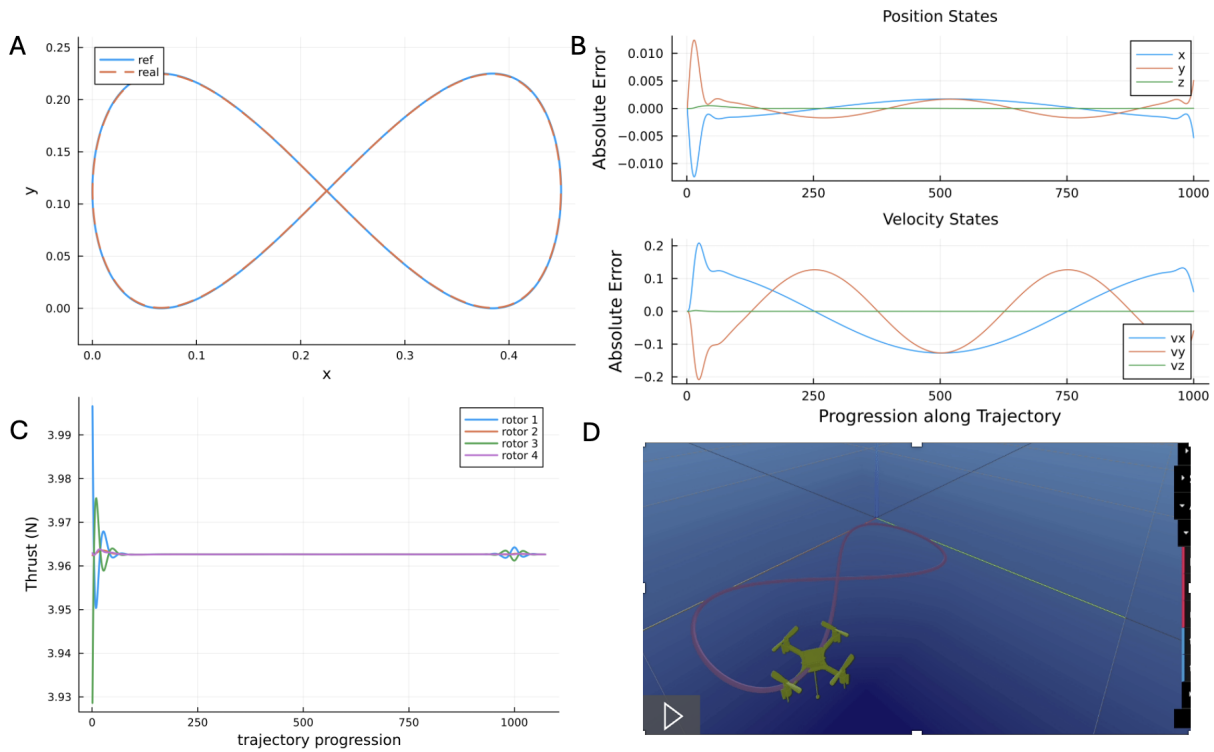 A
0.25
0.20
0.15
0.10
0.05
0.00
y
ref
real
0.0
0.1
0.2
0.3
0.4
x
B
Position States
Absolute Error
0.010
0.005
0.000
−0.005
−0.010
x
y
z
0
250
500
750
1000
Velocity States
Absolute Error
0.2
0.1
0.0
−0.1
−0.2
vx
vy
vz
0
250
500
750
1000
Progression along Trajectory
C
Thrust (N)
3.99
3.98
3.97
3.96
3.95
3.94
3.93
rotor 1
rotor 2
rotor 3
rotor 4
0
250
500
750
1000
trajectory progression
D